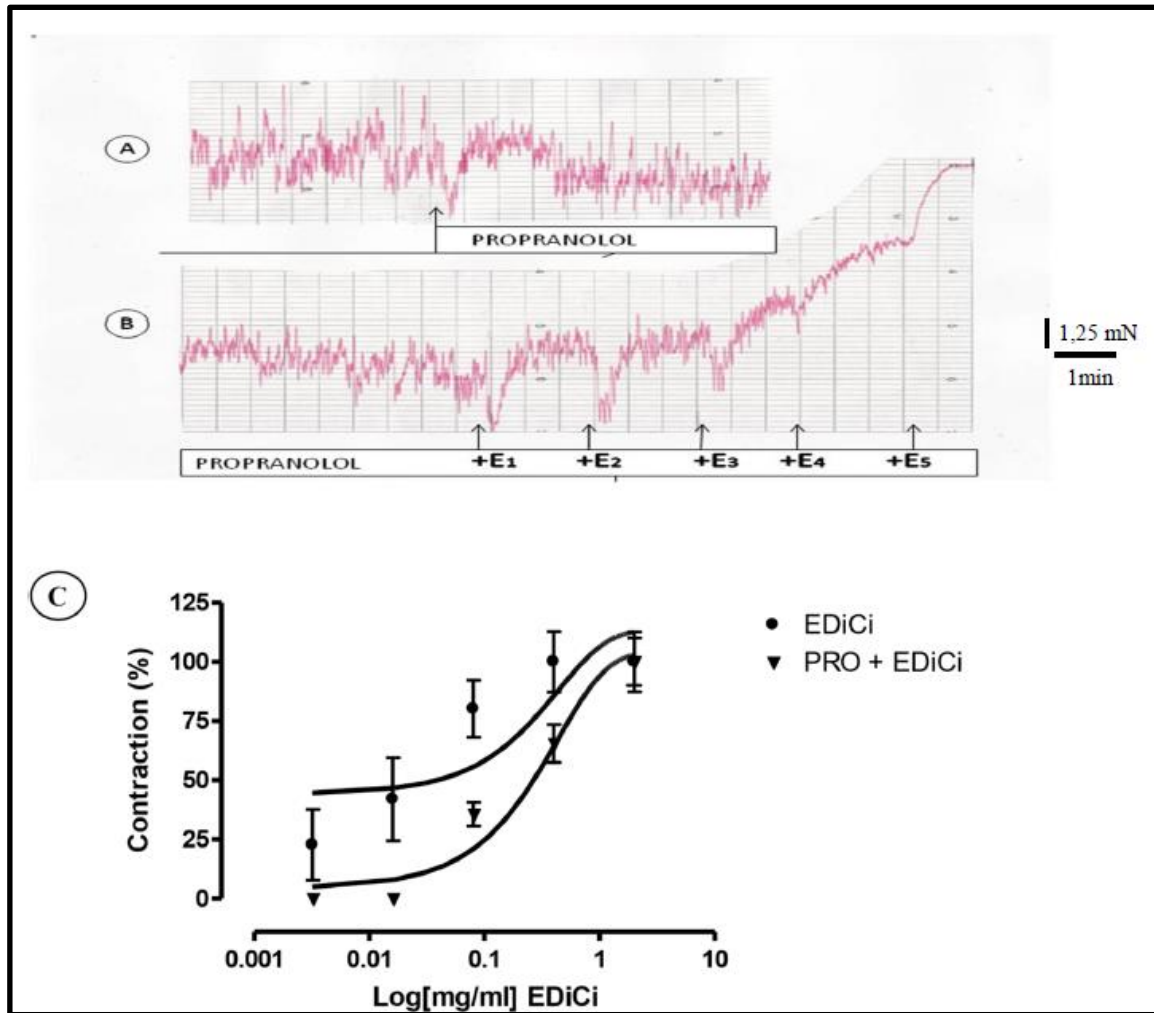 A
PROPRANOLOL
B
1,25 mN
1min
PROPRANOLOL +E1 +E2 +E3 +E4 +E5
C
125
100
75
50
25
0
Contraction (%)
0.001 0.01 0.1 1 10
Log[mg/ml] EDiCi
EDiCi
PRO + EDiCi